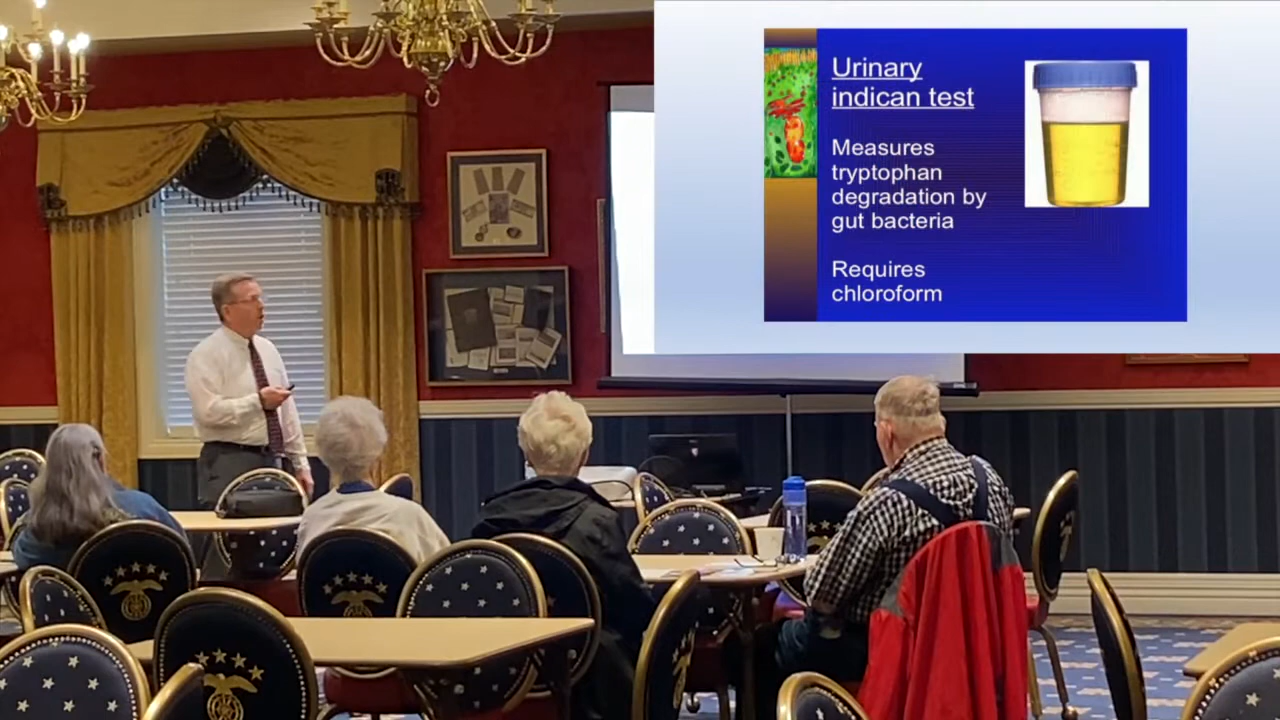 Urinary
indican test
Measures
tryptophan
degradation by
gut bacteria
Requires
chloroform